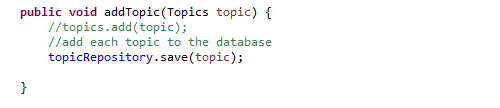 public void addTopic(Topics topic) {
//topics.add(topic);
//add each topic to the database
topicRepository.save(topic);
}